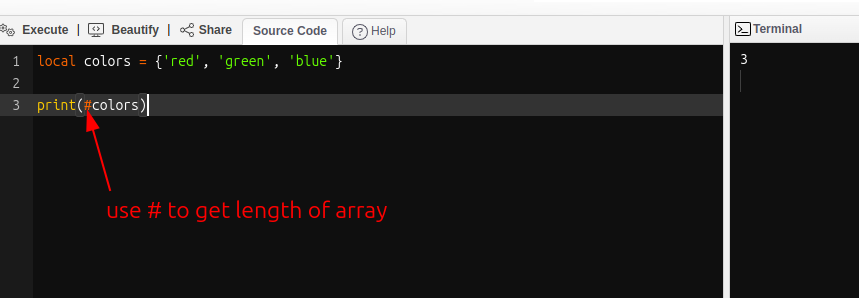 Execute | Beautify | Share Source Code Help
Terminal
1 local colors = {'red', 'green', 'blue'}
2
3 print(#colors)
3
use # to get length of array